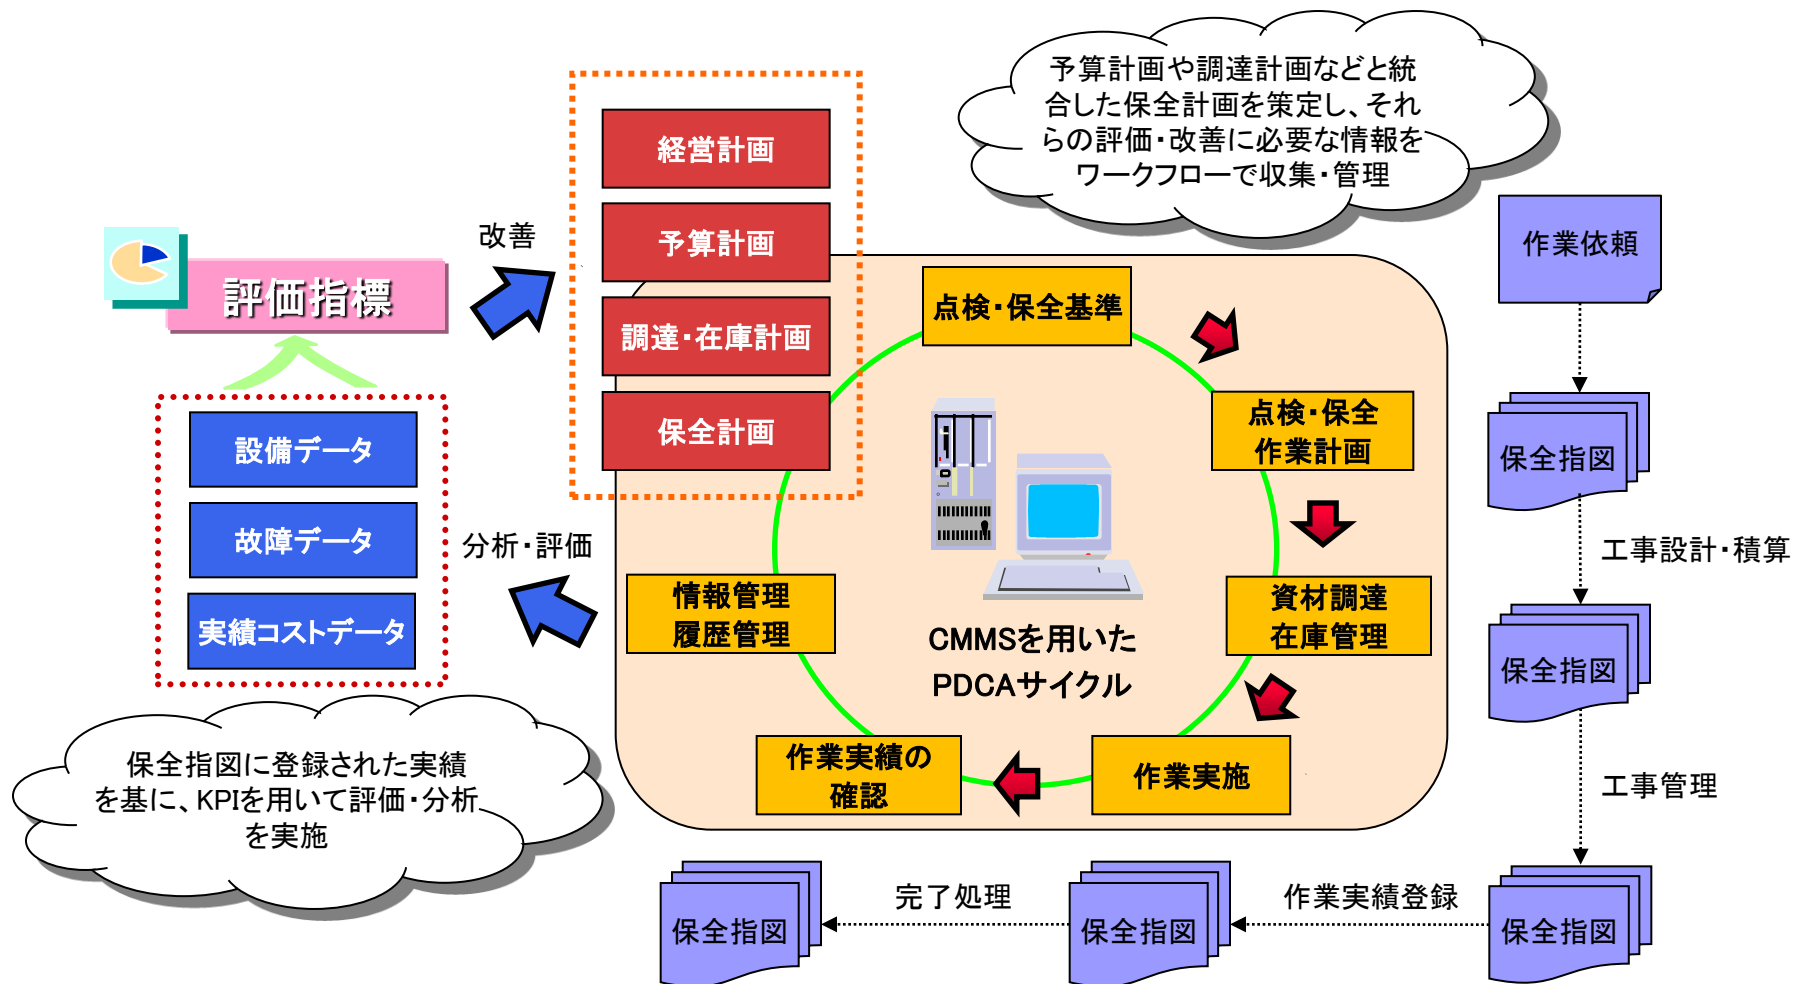 予算計画や調達計画などと統
合した保全計画を策定し、それ
らの評価・改善に必要な情報を
ワークフローで収集・管理
経営計画
予算計画
調達・在庫計画
保全計画
改善
評価指標
設備データ
故障データ
実績コストデータ
分析・評価
点検・保全基準
点検・保全
作業計画
資材調達
在庫管理
作業実施
作業実績の
確認
情報管理
履歴管理
CMMSを用いた
PDCAサイクル
保全指図に登録された実績
を基に、KPIを用いて評価・分析
を実施
作業依頼
保全指図
工事設計・積算
保全指図
工事管理
保全指図
作業実績登録
保全指図
完了処理
保全指図